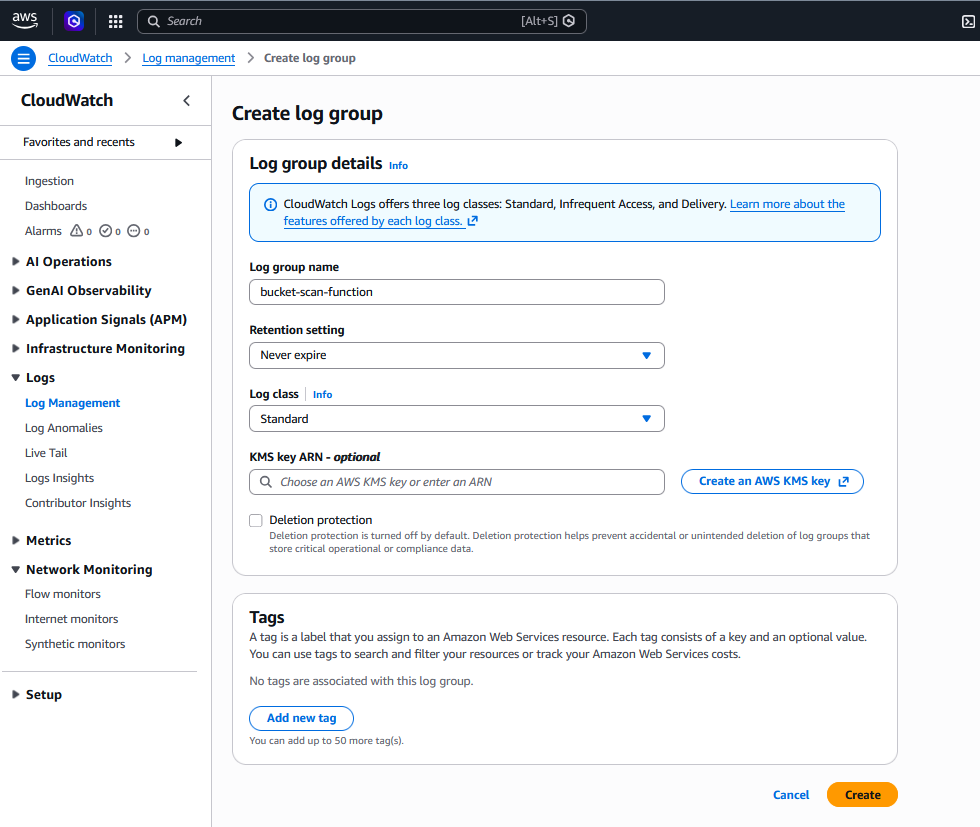 aws
Search
[Alt+S]
CloudWatch
Log management
Create log group
CloudWatch
Favorites and recents
Ingestion
Dashboards
Alarms 0 0 0
AI Operations
GenAI Observability
Application Signals (APM)
Infrastructure Monitoring
Logs
Log Management
Log Anomalies
Live Tail
Logs Insights
Contributor Insights
Metrics
Network Monitoring
Flow monitors
Internet monitors
Synthetic monitors
Setup
Create log group
Log group details Info
CloudWatch Logs offers three log classes: Standard, Infrequent Access, and Delivery. Learn more about the
features offered by each log class.
Log group name
bucket-scan-function
Retention setting
Never expire
Log class Info
Standard
KMS key ARN - optional
Choose an AWS KMS key or enter an ARN
Create an AWS KMS key
Deletion protection
Deletion protection is turned off by default. Deletion protection helps prevent accidental or unintended deletion of log groups that
store critical operational or compliance data.
Tags
A tag is a label that you assign to an Amazon Web Services resource. Each tag consists of a key and an optional value.
You can use tags to search and filter your resources or track your Amazon Web Services costs.
No tags are associated with this log group.
Add new tag
You can add up to 50 more tag(s).
Cancel
Create